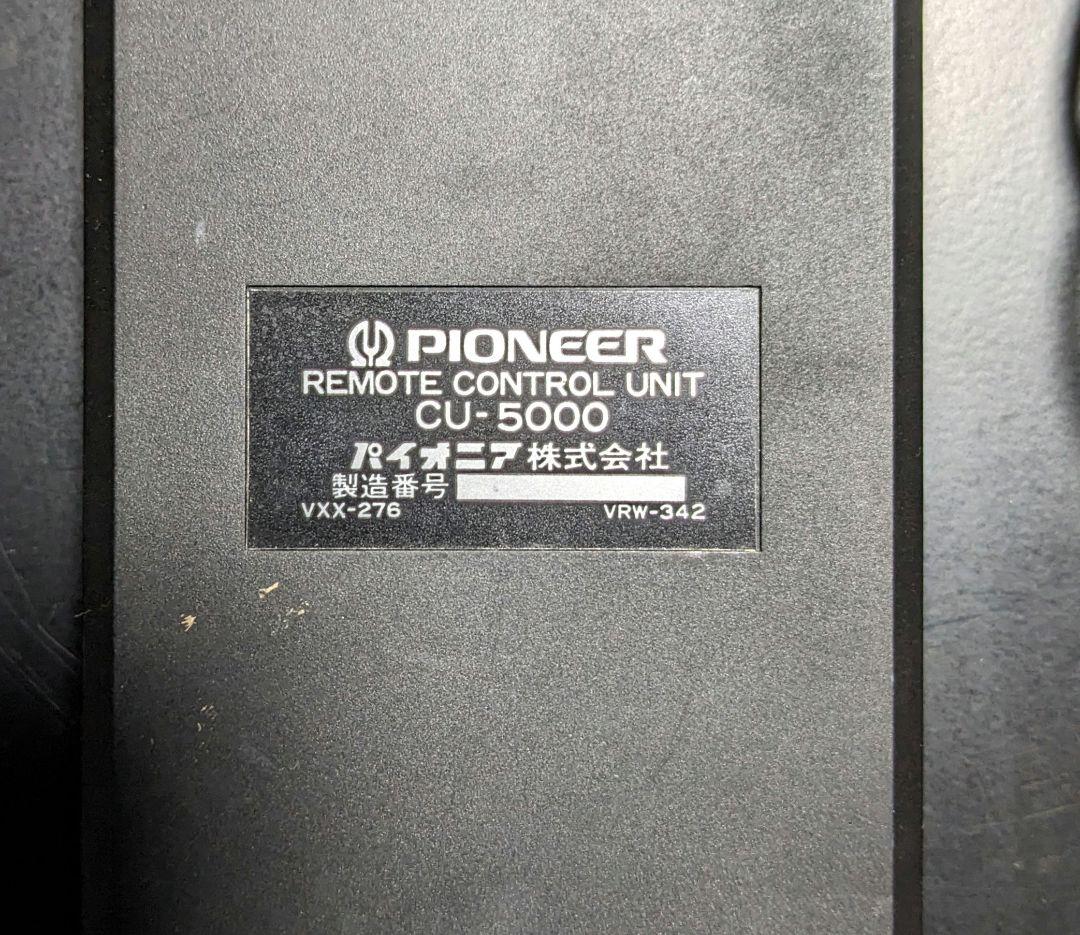 PIONEER
REMOTE CONTROL UNIT
CU-5000
パイオニア株式会社
製造番号
VXX-276 VRW-342